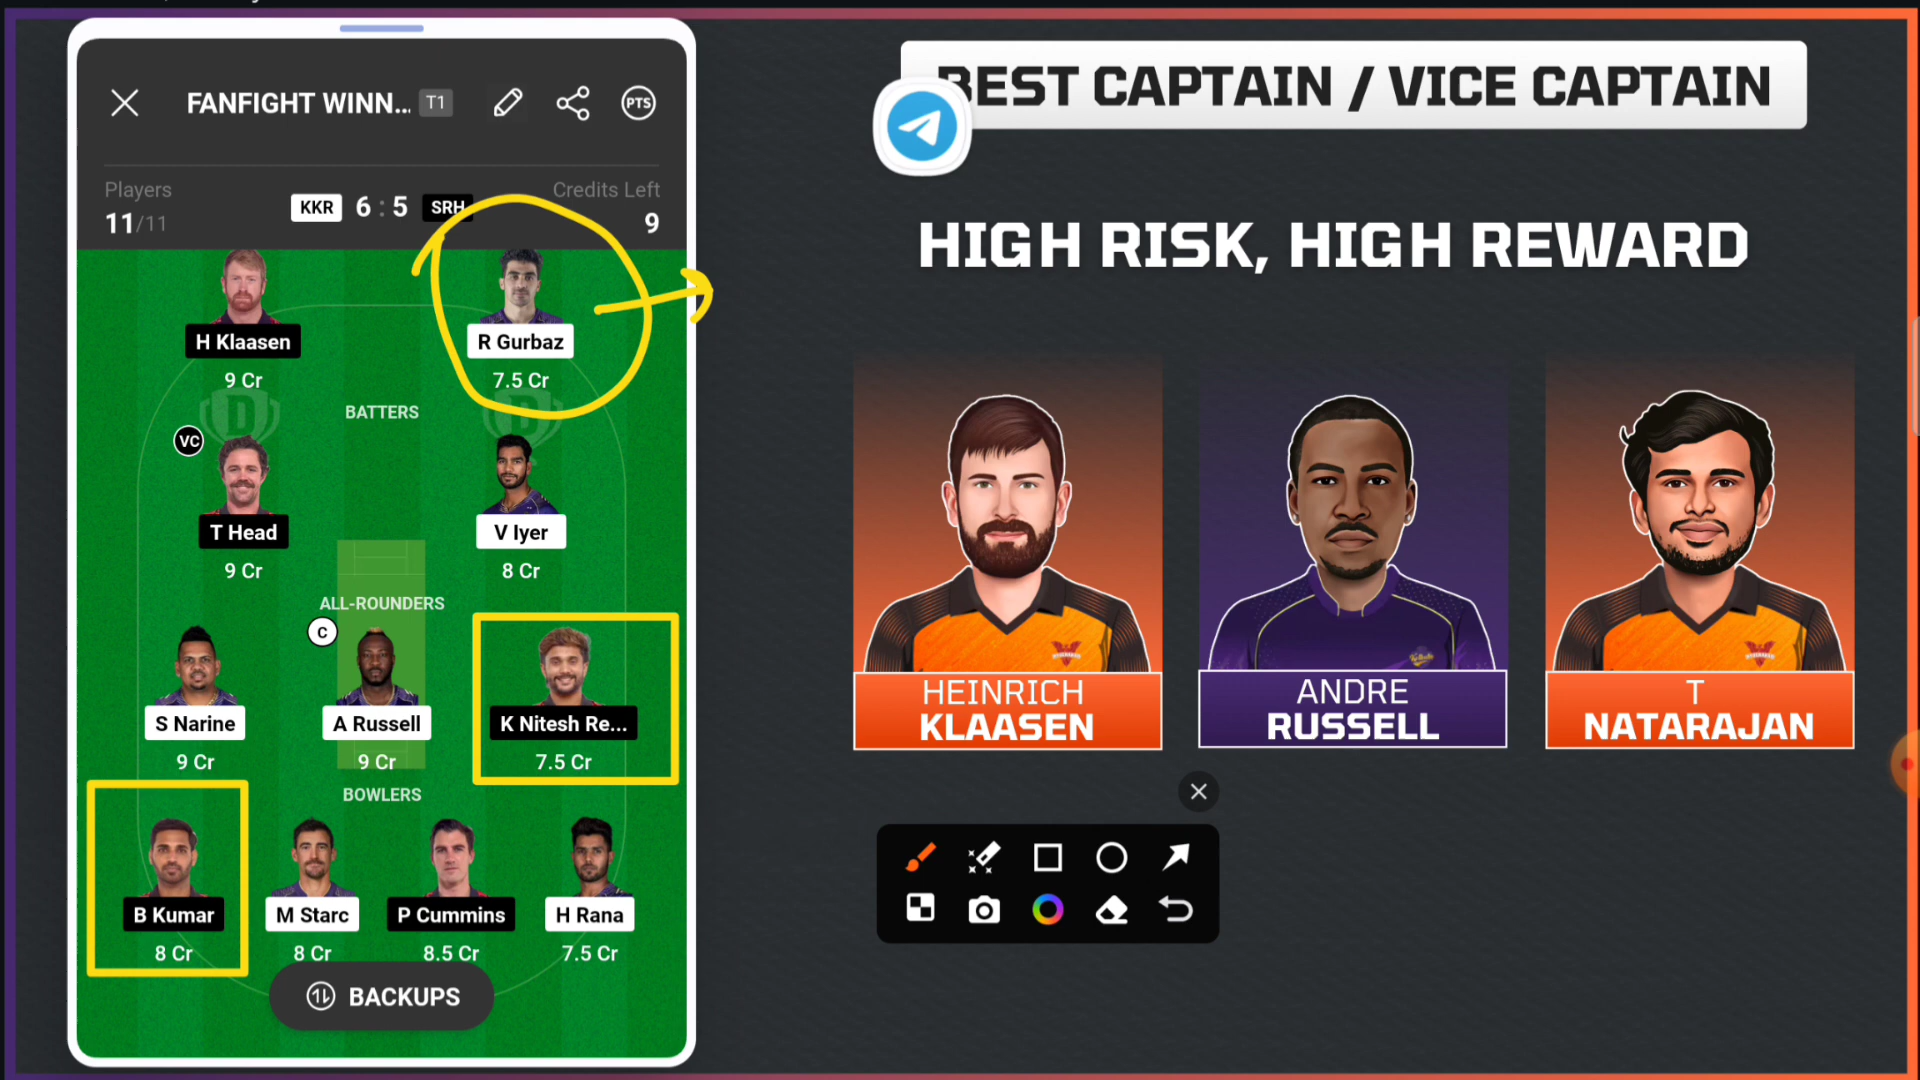 FANFIGHT WINN... T1
PTS
Players
11/11
KKR 6 : 5 SRH
Credits Left
9
H Klaasen
9 Cr
R Gurbaz
7.5 Cr
BATTERS
VC
T Head
9 Cr
V Iyer
8 Cr
ALL-ROUNDERS
S Narine
9 Cr
C
A Russell
9 Cr
K Nitesh Re...
7.5 Cr
BOWLERS
B Kumar
8 Cr
M Starc
8 Cr
P Cummins
8.5 Cr
H Rana
7.5 Cr
BACKUPS
BEST CAPTAIN / VICE CAPTAIN
HIGH RISK, HIGH REWARD
HEINRICH
KLAASEN
ANDRE
RUSSELL
T
NATARAJAN